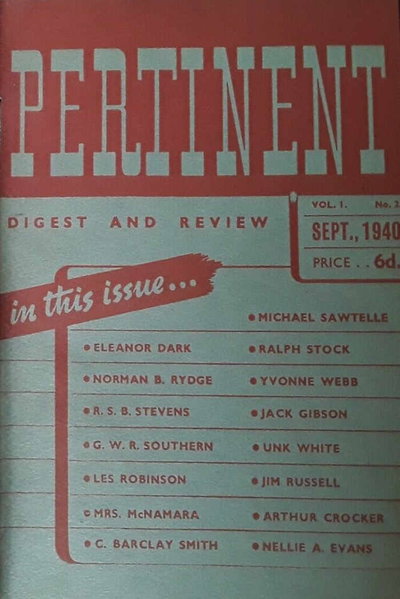 PERTINENT
DIGEST AND REVIEW
VOL. 1. No. 2
SEPT., 1940
PRICE . . 6d.
in this issue...
• MICHAEL SAWTELLE
• ELEANOR DARK • RALPH STOCK
• NORMAN B. RYDGE • YVONNE WEBB
• R. S. B. STEVENS • JACK GIBSON
• G. W. R. SOUTHERN • UNK WHITE
LES ROBINSON • JIM RUSSELL
• MRS. McNAMARA • ARTHUR CROCKER
• C. BARCLAY SMITH • NELLIE A. EVANS